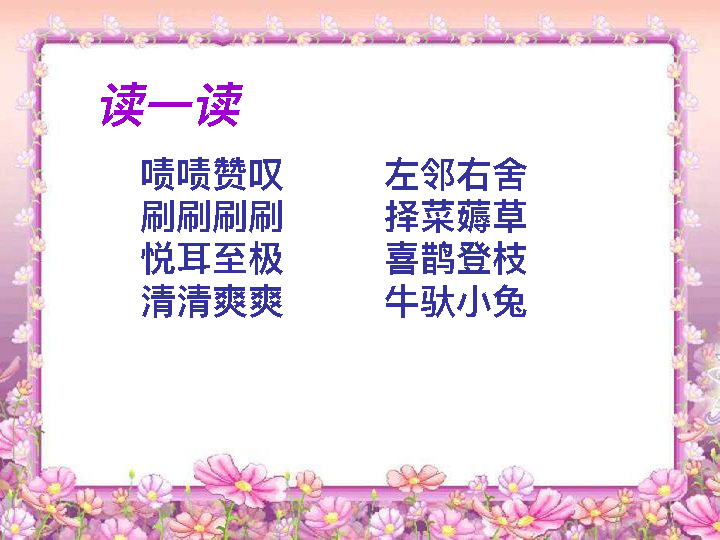 读一读
啧啧赞叹 左邻右舍
刷刷刷刷 择菜薅草
悦耳至极 喜鹊登枝
清清爽爽 牛驮小兔